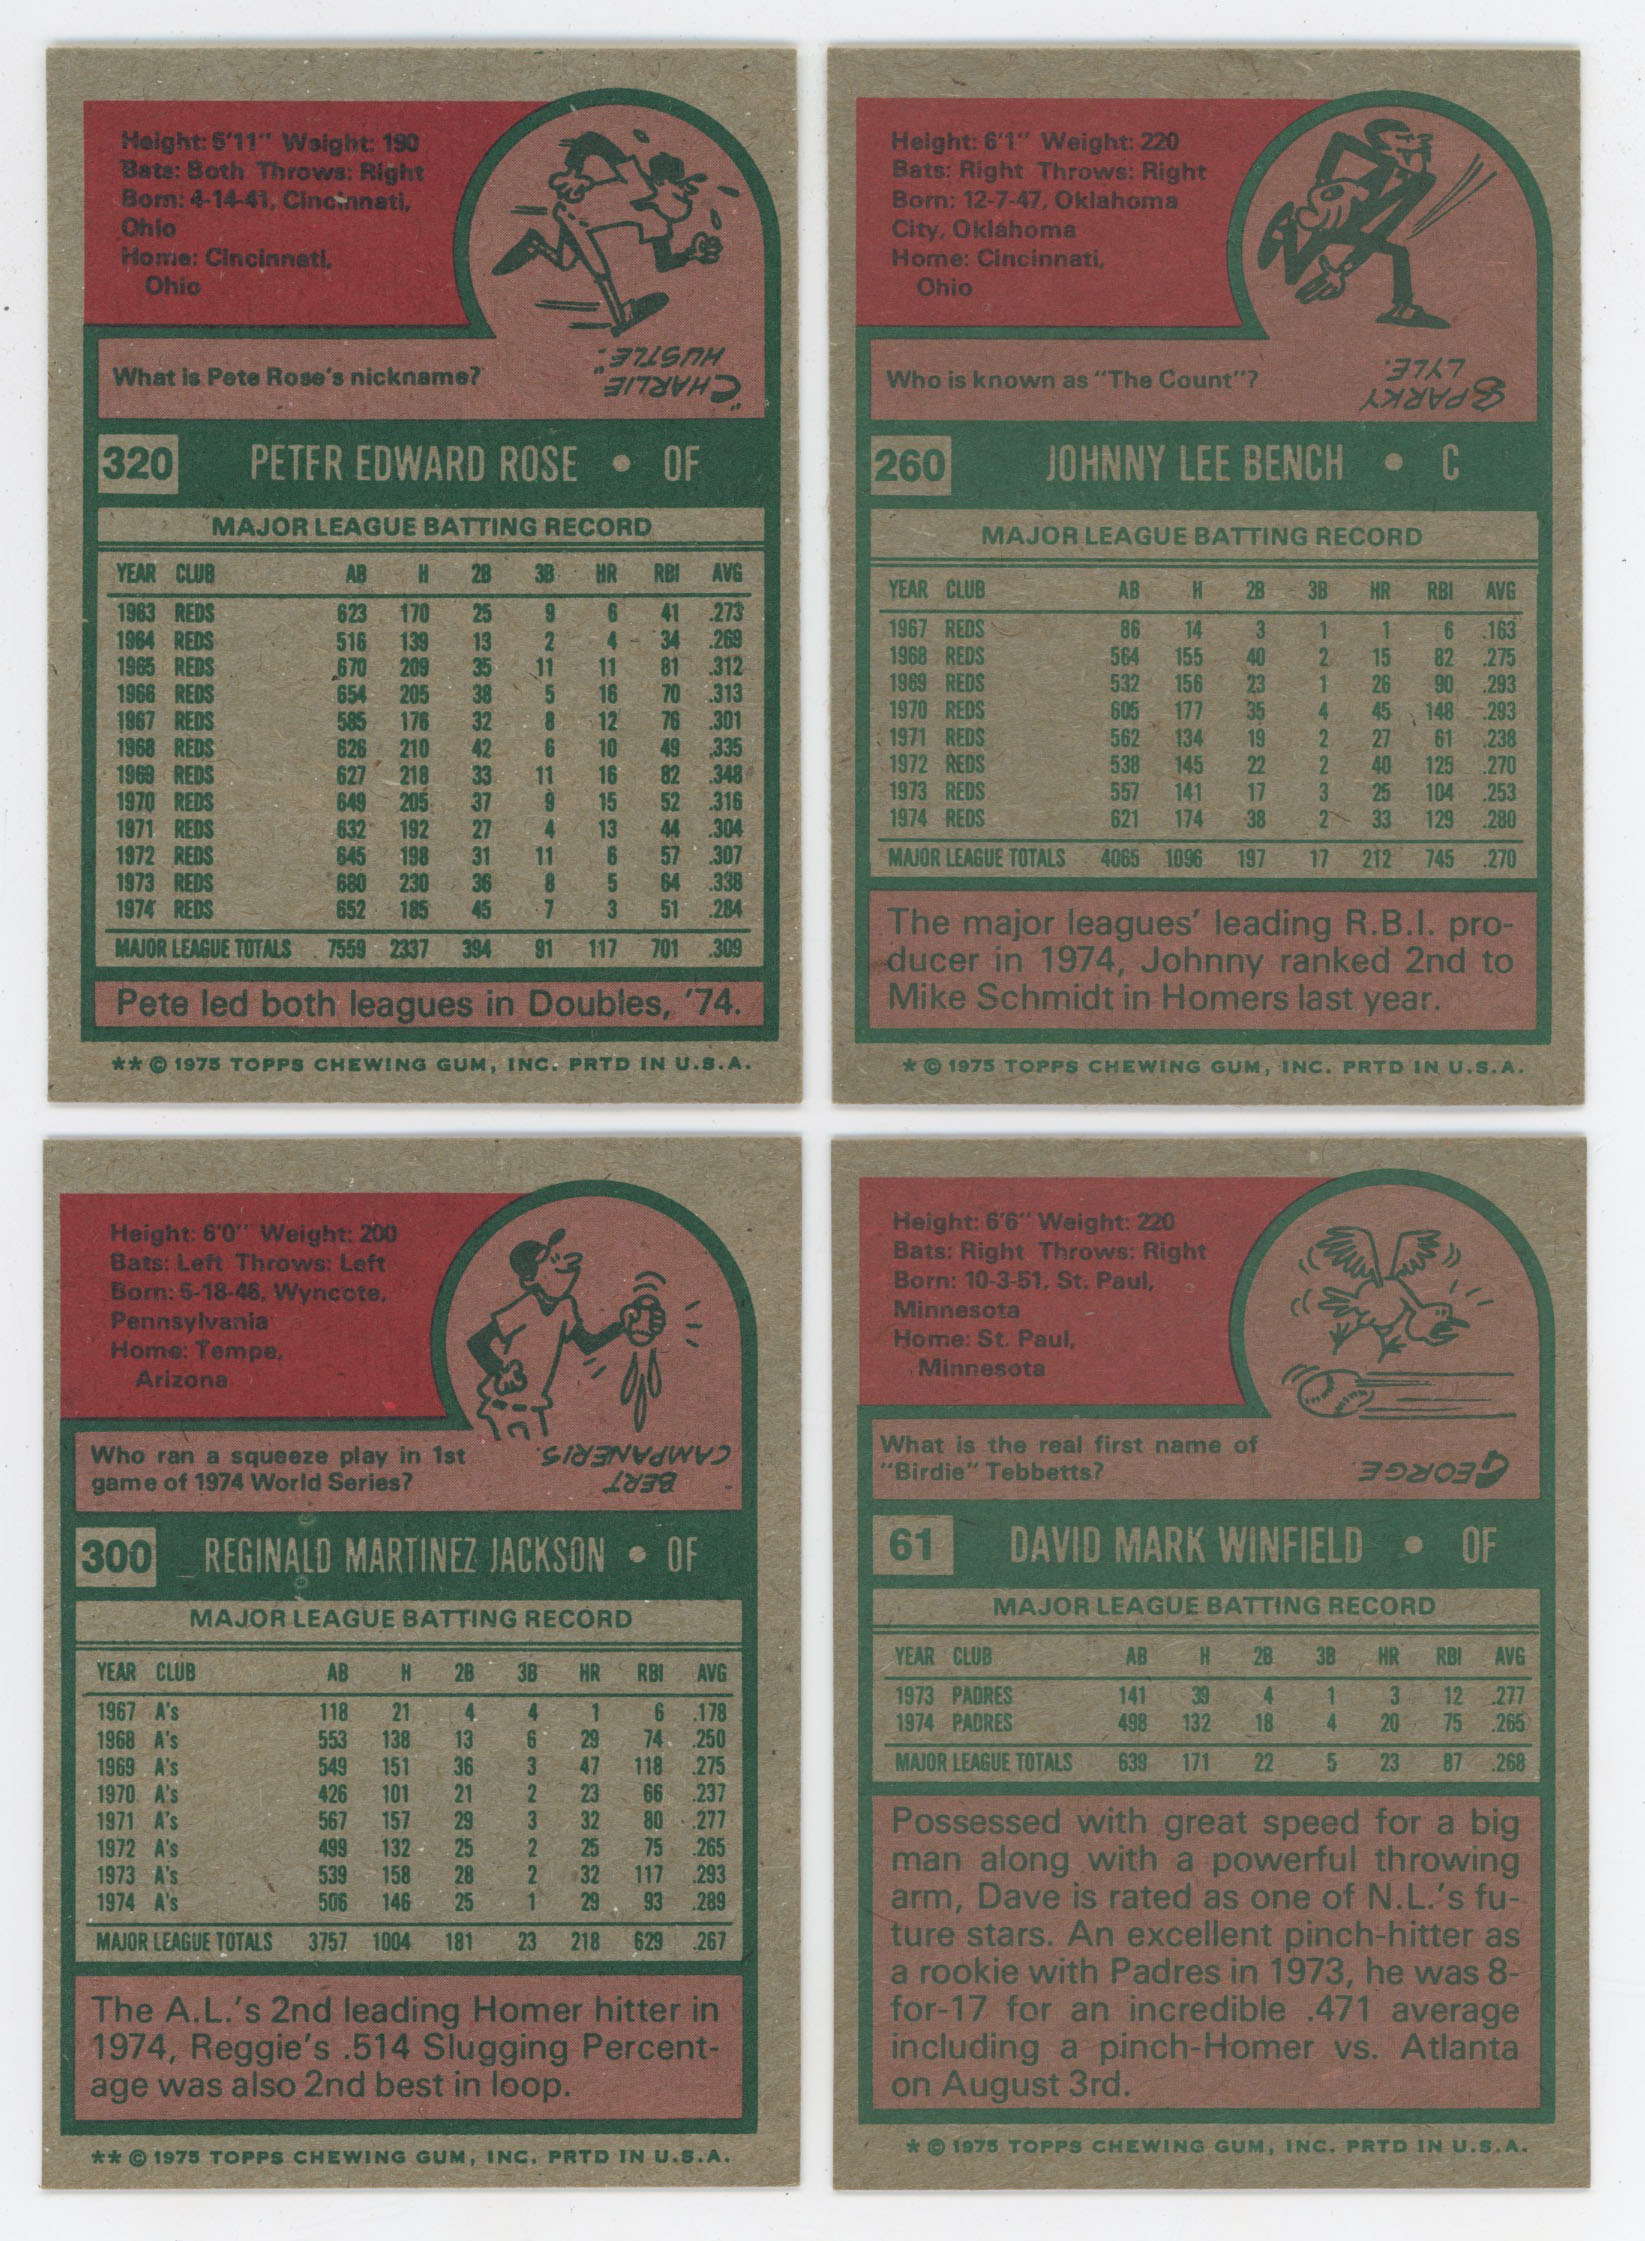 Height: 5'11" Weight: 190
Bats: Both Throws: Right
Born: 4-14-41, Cincinnati,
Ohio
Home: Cincinnati,
Ohio
What is Pete Rose's nickname?
"CHARLIE
HUSTLE."
320 PETER EDWARD ROSE • OF
MAJOR LEAGUE BATTING RECORD
YEAR CLUB AB H 2B 3B HR RBI AVG
1963 REDS 623 170 25 9 6 41 .273
1964 REDS 516 139 13 2 4 34 .269
1965 REDS 670 209 35 11 11 81 .312
1966 REDS 654 205 38 5 16 70 .313
1967 REDS 585 176 32 8 12 76 .301
1968 REDS 626 210 42 6 10 49 .335
1969 REDS 627 218 33 11 16 82 .348
1970 REDS 649 205 37 9 15 52 .316
1971 REDS 632 192 27 4 13 44 .304
1972 REDS 645 198 31 11 6 57 .307
1973 REDS 680 230 36 8 5 64 .338
1974 REDS 652 185 45 7 3 51 .284
MAJOR LEAGUE TOTALS 7559 2337 394 91 117 701 .309
Pete led both leagues in Doubles, '74.
** © 1975 TOPPS CHEWING GUM, INC. PRTD IN U.S.A.
Height: 6'1" Weight: 220
Bats: Right Throws: Right
Born: 12-7-47, Oklahoma
City, Oklahoma
Home: Cincinnati,
Ohio
Who is known as "The Count"?
SPARKY
LYLE.
260 JOHNNY LEE BENCH • C
MAJOR LEAGUE BATTING RECORD
YEAR CLUB AB H 2B 3B HR RBI AVG
1967 REDS 86 14 3 1 1 6 .163
1968 REDS 564 155 40 2 15 82 .275
1969 REDS 532 156 23 1 26 90 .293
1970 REDS 605 177 35 4 45 148 .293
1971 REDS 562 134 19 2 27 61 .238
1972 REDS 538 145 22 2 40 125 .270
1973 REDS 557 141 17 3 25 104 .253
1974 REDS 621 174 38 2 33 129 .280
MAJOR LEAGUE TOTALS 4065 1096 197 17 212 745 .270
The major leagues' leading R.B.I. pro-
ducer in 1974, Johnny ranked 2nd to
Mike Schmidt in Homers last year.
* © 1975 TOPPS CHEWING GUM, INC. PRTD IN U.S.A.
Height: 6'0" Weight: 200
Bats: Left Throws: Left
Born: 5-18-46, Wyncote,
Pennsylvania
Home: Tempe,
Arizona
Who ran a squeeze play in 1st
game of 1974 World Series?
BERT
CAMPANERIS.
300 REGINALD MARTINEZ JACKSON • OF
MAJOR LEAGUE BATTING RECORD
YEAR CLUB AB H 2B 3B HR RBI AVG
1967 A's 118 21 4 4 1 6 .178
1968 A's 553 138 13 6 29 74 .250
1969 A's 549 151 36 3 47 118 .275
1970 A's 426 101 21 2 23 66 .237
1971 A's 567 157 29 3 32 80 .277
1972 A's 499 132 25 2 25 75 .265
1973 A's 539 158 28 2 32 117 .293
1974 A's 506 146 25 1 29 93 .289
MAJOR LEAGUE TOTALS 3757 1004 181 23 218 629 .267
The A.L.'s 2nd leading Homer hitter in
1974, Reggie's .514 Slugging Percent-
age was also 2nd best in loop.
** © 1975 TOPPS CHEWING GUM, INC. PRTD IN U.S.A.
Height: 6'6" Weight: 220
Bats: Right Throws: Right
Born: 10-3-51, St. Paul,
Minnesota
Home: St. Paul,
Minnesota
What is the real first name of
"Birdie" Tebbetts?
GEORGE.
61 DAVID MARK WINFIELD • OF
MAJOR LEAGUE BATTING RECORD
YEAR CLUB AB H 2B 3B HR RBI AVG
1973 PADRES 141 39 4 1 3 12 .277
1974 PADRES 498 132 18 4 20 75 .265
MAJOR LEAGUE TOTALS 639 171 22 5 23 87 .268
Possessed with great speed for a big
man along with a powerful throwing
arm, Dave is rated as one of N.L.'s fu-
ture stars. An excellent pinch-hitter as
a rookie with Padres in 1973, he was 8-
for-17 for an incredible .471 average
including a pinch-Homer vs. Atlanta
on August 3rd.
* © 1975 TOPPS CHEWING GUM, INC. PRTD IN U.S.A.